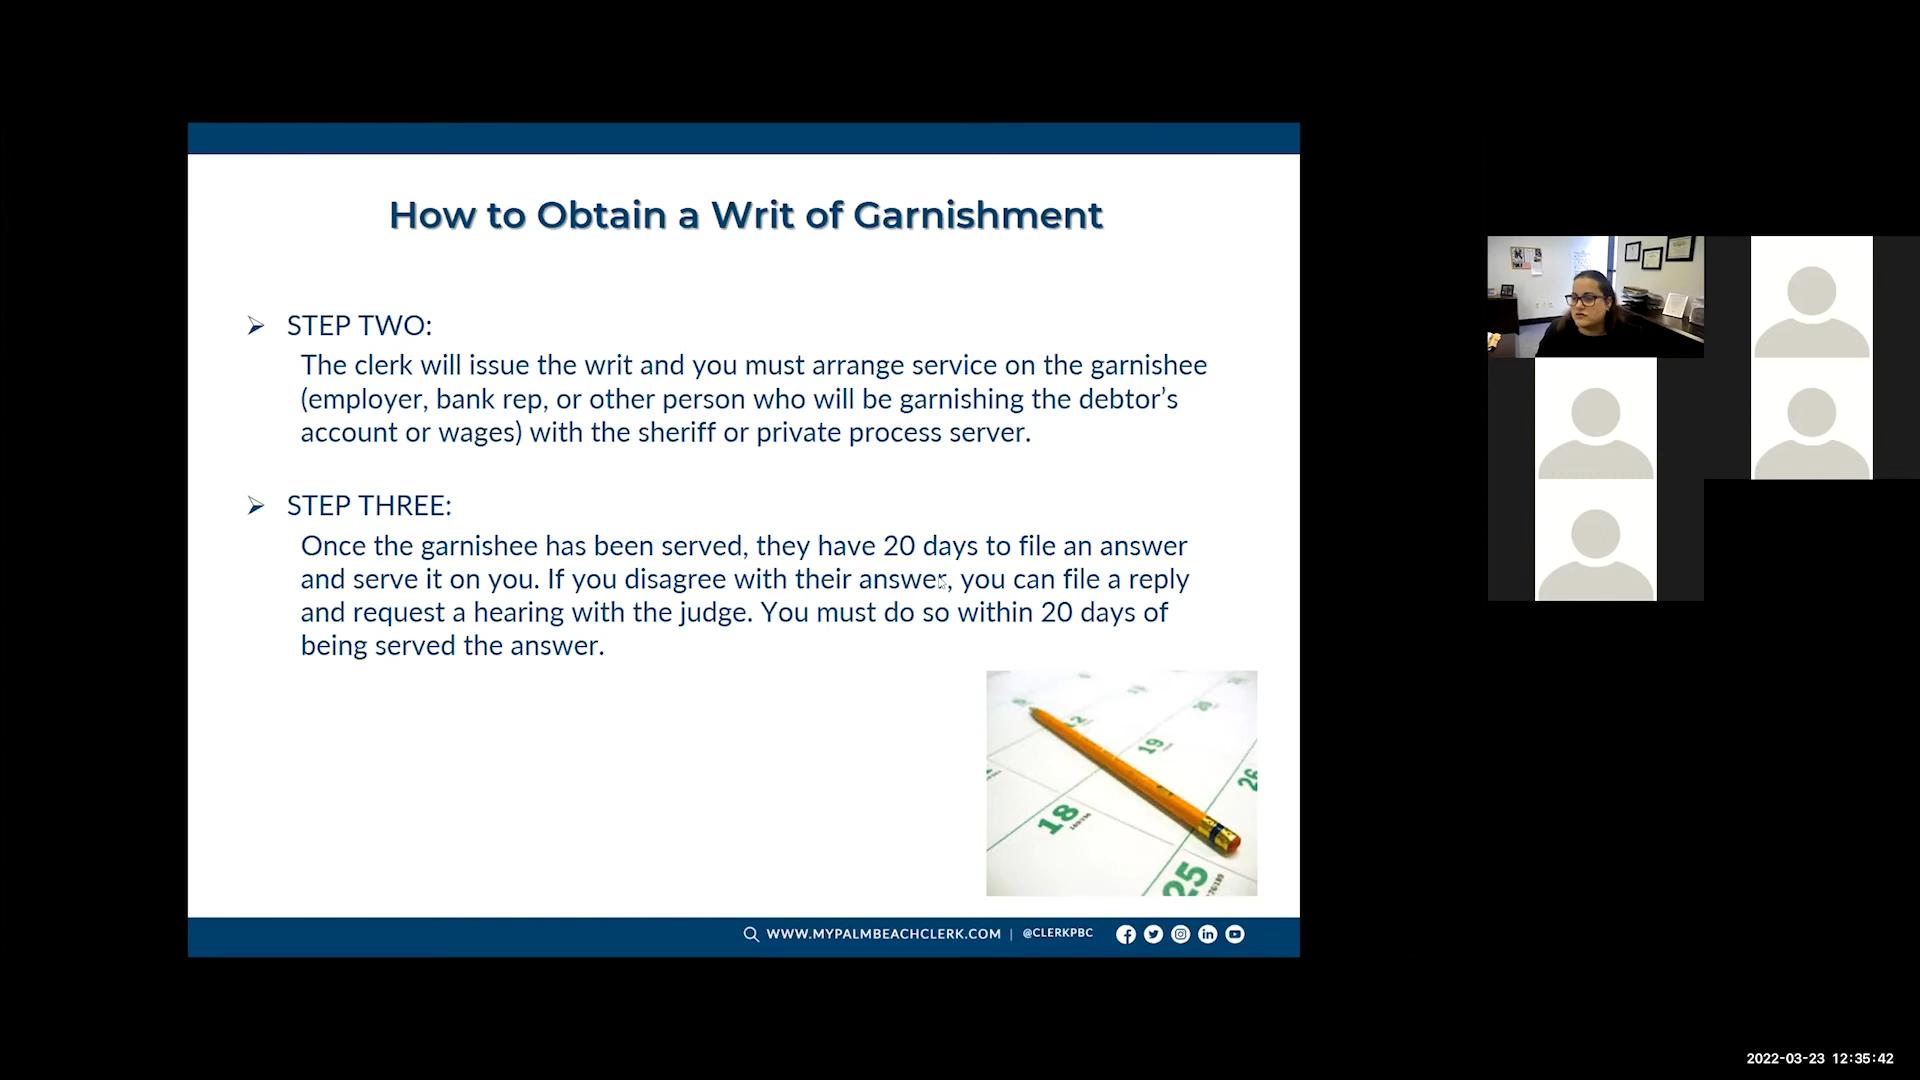 How to Obtain a Writ of Garnishment
➢ STEP TWO:
The clerk will issue the writ and you must arrange service on the garnishee
(employer, bank rep, or other person who will be garnishing the debtor’s
account or wages) with the sheriff or private process server.
➢ STEP THREE:
Once the garnishee has been served, they have 20 days to file an answer
and serve it on you. If you disagree with their answer, you can file a reply
and request a hearing with the judge. You must do so within 20 days of
being served the answer.
12
19
26
18
25
WWW.MYPALMBEACHCLERK.COM | @CLERKPBC
2022-03-23 12:35:42